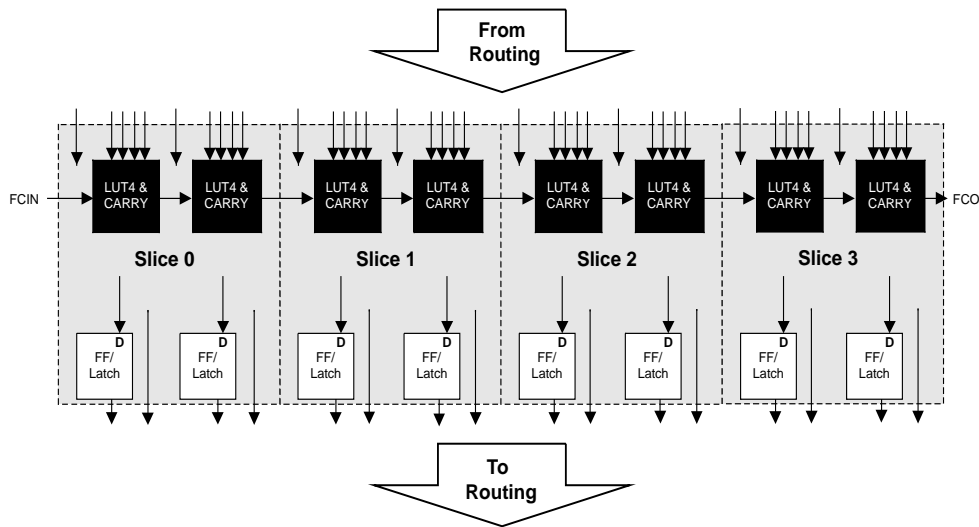 From
Routing
LUT4 &
CARRY
LUT4 &
CARRY
LUT4 &
CARRY
LUT4 &
CARRY
LUT4 &
CARRY
LUT4 &
CARRY
LUT4 &
CARRY
LUT4 &
CARRY
FCIN
FCO
Slice 0
Slice 1
Slice 2
Slice 3
D
FF/
Latch
D
FF/
Latch
D
FF/
Latch
D
FF/
Latch
D
FF/
Latch
D
FF/
Latch
D
FF/
Latch
D
FF/
Latch
To
Routing